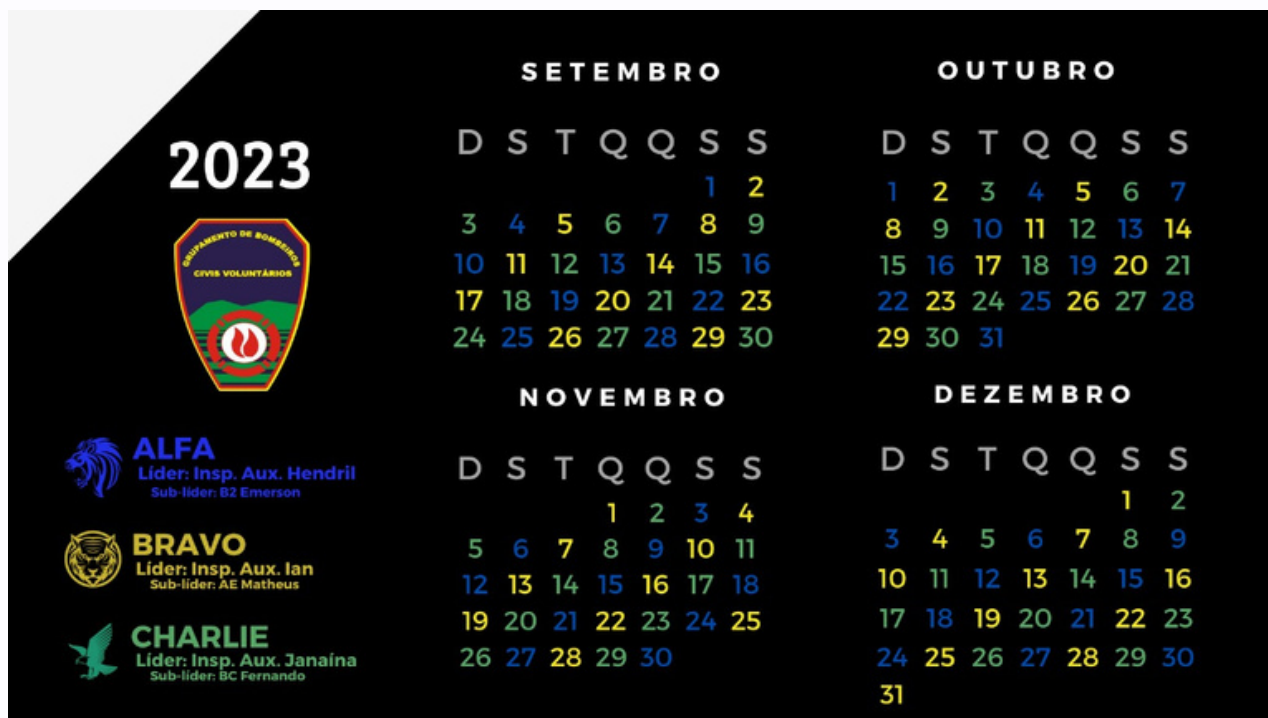 2023
GRUPAMENTO DE BOMBEIROS
CIVIS VOLUNTÁRIOS
ALFA
Líder: Insp. Aux. Hendril
Sub-líder: B2 Emerson
BRAVO
Líder: Insp. Aux. Ian
Sub-líder: AE Matheus
CHARLIE
Líder: Insp. Aux. Janaína
Sub-líder: BC Fernando
SETEMBRO
D S T Q Q S S
1 2
3 4 5 6 7 8 9
10 11 12 13 14 15 16
17 18 19 20 21 22 23
24 25 26 27 28 29 30
OUTUBRO
D S T Q Q S S
1 2 3 4 5 6 7
8 9 10 11 12 13 14
15 16 17 18 19 20 21
22 23 24 25 26 27 28
29 30 31
NOVEMBRO
D S T Q Q S S
1 2 3 4
5 6 7 8 9 10 11
12 13 14 15 16 17 18
19 20 21 22 23 24 25
26 27 28 29 30
DEZEMBRO
D S T Q Q S S
1 2
3 4 5 6 7 8 9
10 11 12 13 14 15 16
17 18 19 20 21 22 23
24 25 26 27 28 29 30
31